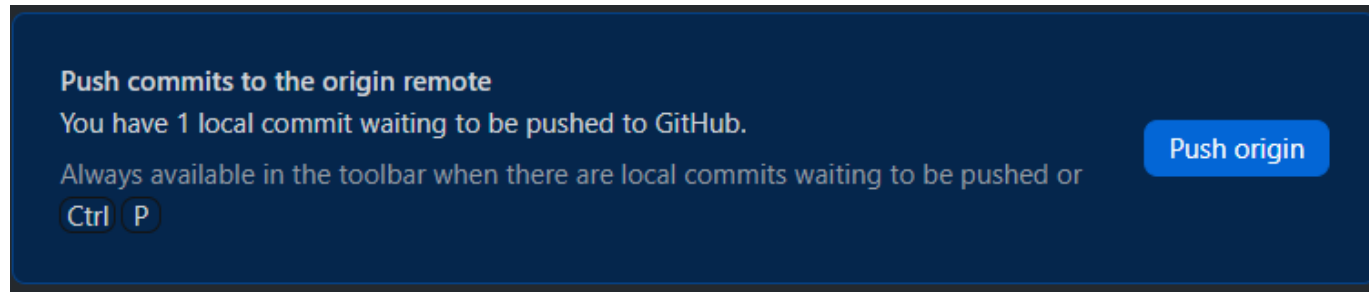 Push commits to the origin remote
You have 1 local commit waiting to be pushed to GitHub.
Push origin
Always available in the toolbar when there are local commits waiting to be pushed or
Ctrl P